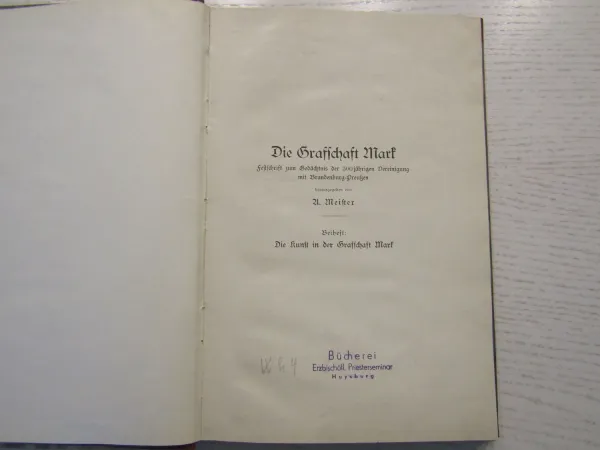 Die Grafschaft Mark
Festschrift zum Gedächtnis der 300jährigen Vereinigung
mit Brandenburg-Preußen
herausgegeben von
A. Meister
Beiheft:
Die Kunst in der Grafschaft Mark
Bücherei
Erzbischöfl. Priesterseminar